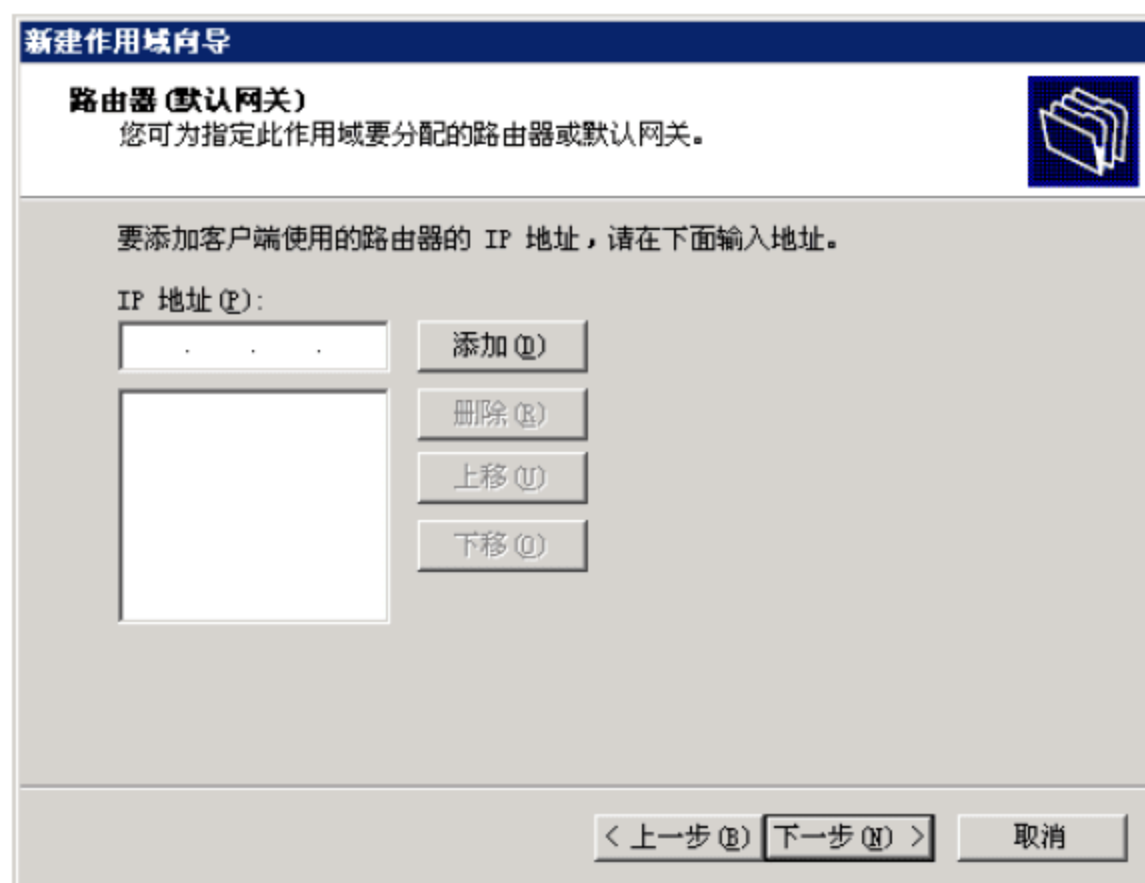 新建作用域向导
路由器(默认网关)
您可为指定此作用域要分配的路由器或默认网关。
要添加客户端使用的路由器的 IP 地址，请在下面输入地址。
IP 地址(P):
. . .
添加(D)
删除(R)
上移(U)
下移(O)
< 上一步(B)
下一步(N) >
取消